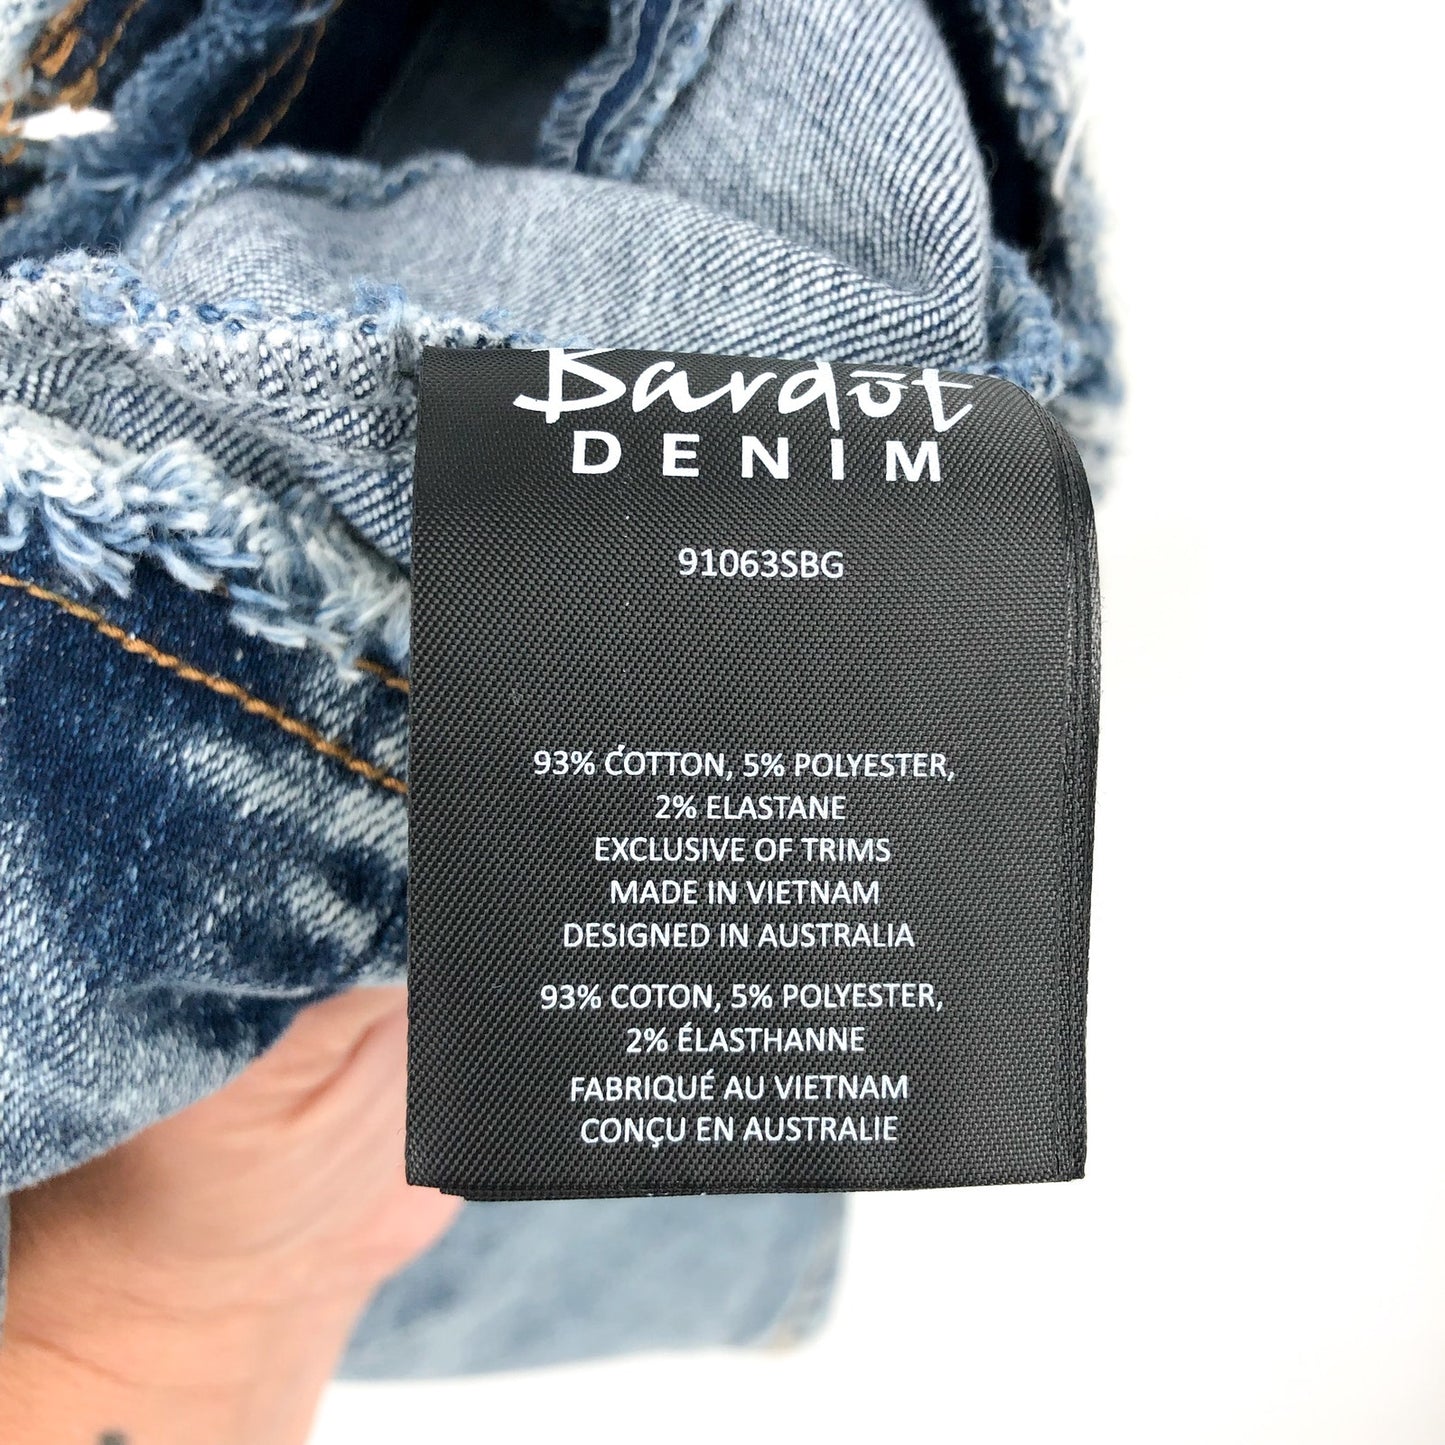 Bardōt
DENIM
91063SBG
93% COTTON, 5% POLYESTER,
2% ELASTANE
EXCLUSIVE OF TRIMS
MADE IN VIETNAM
DESIGNED IN AUSTRALIA
93% COTON, 5% POLYESTER,
2% ÉLASTHANNE
FABRIQUÉ AU VIETNAM
CONÇU EN AUSTRALIE